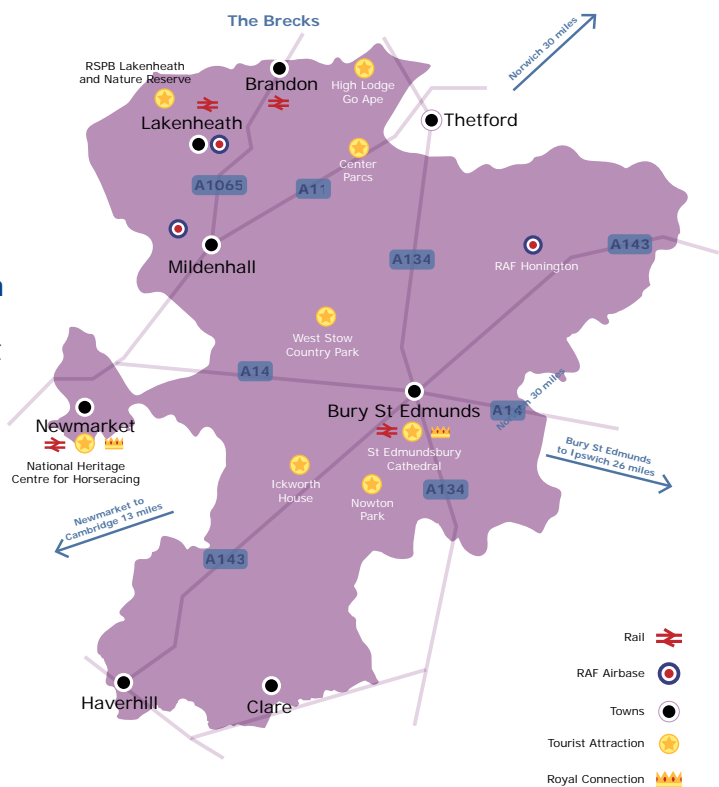 The Brecks
Norwich 30 miles
RSPB Lakenheath
and Nature Reserve
Brandon
High Lodge
Go Ape
Lakenheath
Thetford
Center
Parcs
A1065
A11
Mildenhall
A134
RAF Honington
A143
West Stow
Country Park
A14
Bury St Edmunds
A14
30 miles
Newmarket
National Heritage
Centre for Horseracing
St Edmundsbury
Cathedral
Bury St Edmunds
to Ipswich 26 miles
Ickworth
House
Nowton
Park
A134
Newmarket to
Cambridge 13 miles
A143
Haverhill
Clare
Rail
RAF Airbase
Towns
Tourist Attraction
Royal Connection